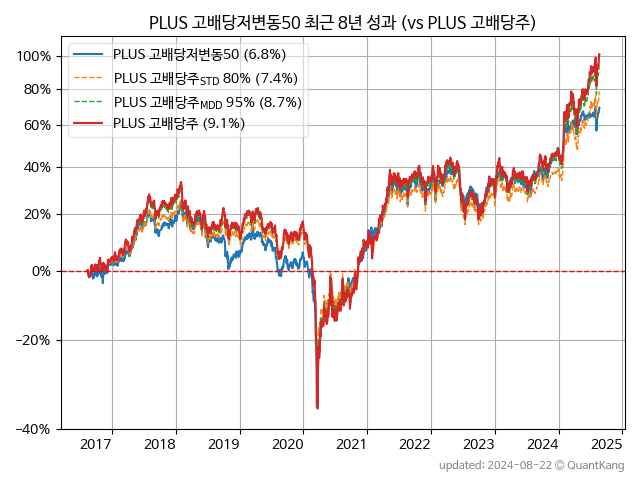 PLUS 고배당저변동50 최근 8년 성과 (vs PLUS 고배당주)
PLUS 고배당저변동50 (6.8%)
PLUS 고배당주STD 80% (7.4%)
PLUS 고배당주MDD 95% (8.7%)
PLUS 고배당주 (9.1%)
100%
80%
60%
40%
20%
0%
−20%
−40%
2017 2018 2019 2020 2021 2022 2023 2024 2025
updated: 2024-08-22 © QuantKang